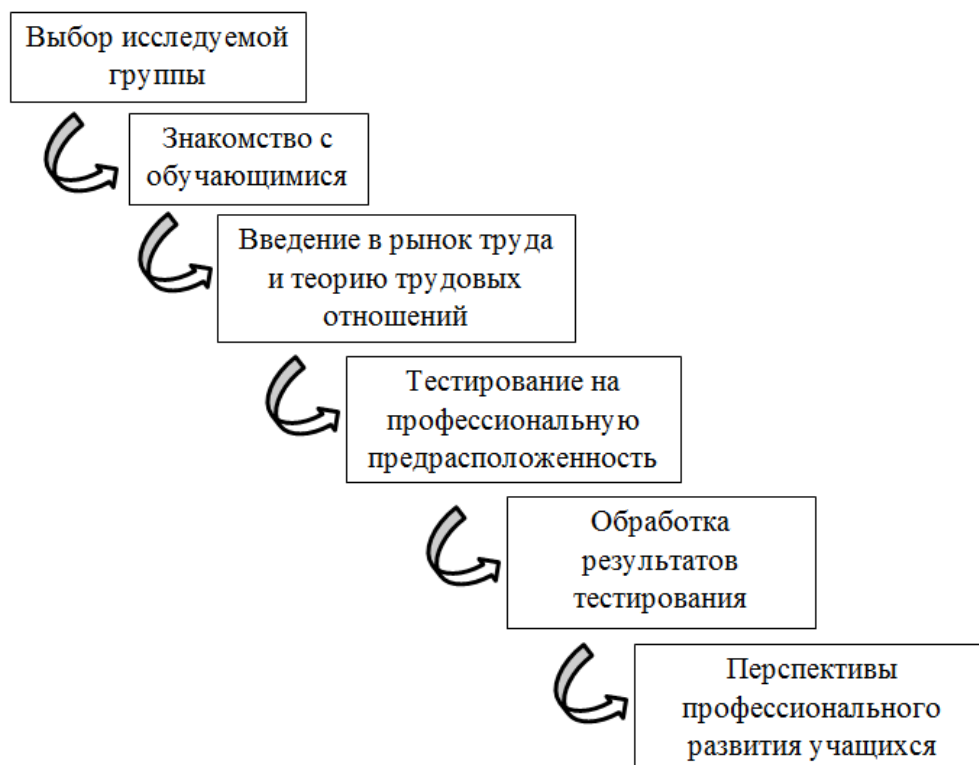 Выбор исследуемой
группы
Знакомство с
обучающимися
Введение в рынок труда
и теорию трудовых
отношений
Тестирование на
профессиональную
предрасположенность
Обработка
результатов
тестирования
Перспективы
профессионального
развития учащихся